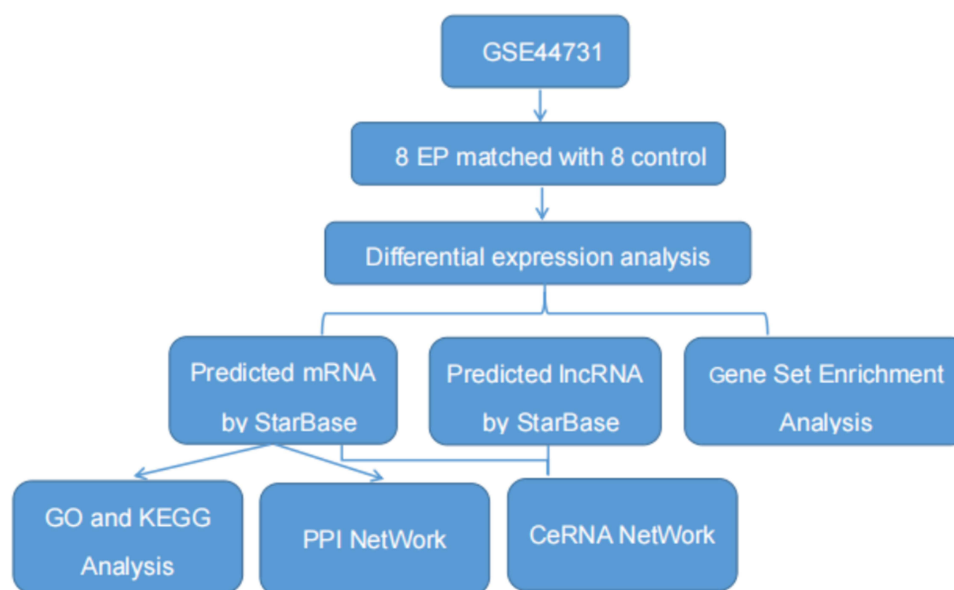 GSE44731
8 EP matched with 8 control
Differential expression analysis
Predicted mRNA
by StarBase
Predicted lncRNA
by StarBase
Gene Set Enrichment
Analysis
GO and KEGG
Analysis
PPI NetWork
CeRNA NetWork